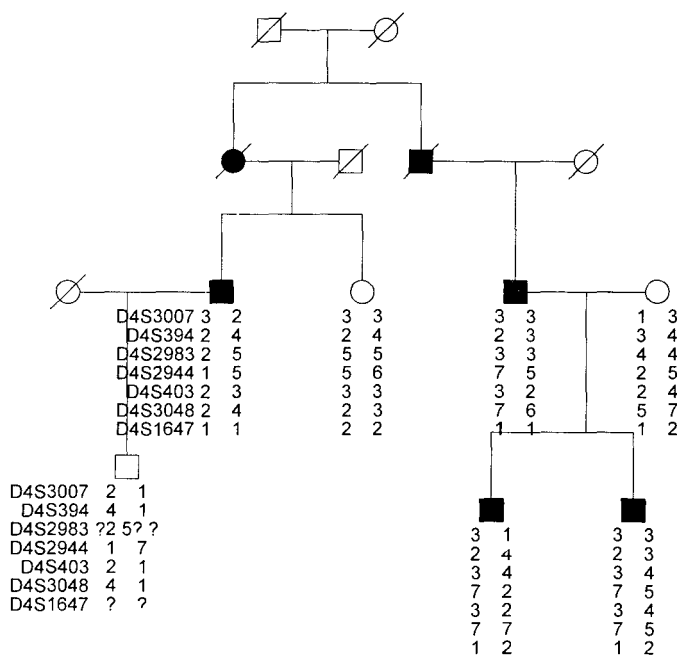 D4S3007 3 2 3 3 3 3 1 3
D4S394 2 4 2 4 2 3 3 4
D4S2983 2 5 5 5 3 3 4 4
D4S2944 1 5 5 6 7 5 2 5
D4S403 2 3 3 3 3 2 2 4
D4S3048 2 4 2 3 7 6 5 7
D4S1647 1 1 2 2 1 1 1 2
D4S3007 2 1
D4S394 4 1
D4S2983 ?2 5? ?
D4S2944 1 7
D4S403 2 1
D4S3048 4 1
D4S1647 ? ?
3 1 3 3
2 4 2 3
3 4 3 4
7 2 7 5
3 2 3 4
7 7 7 5
1 2 1 2